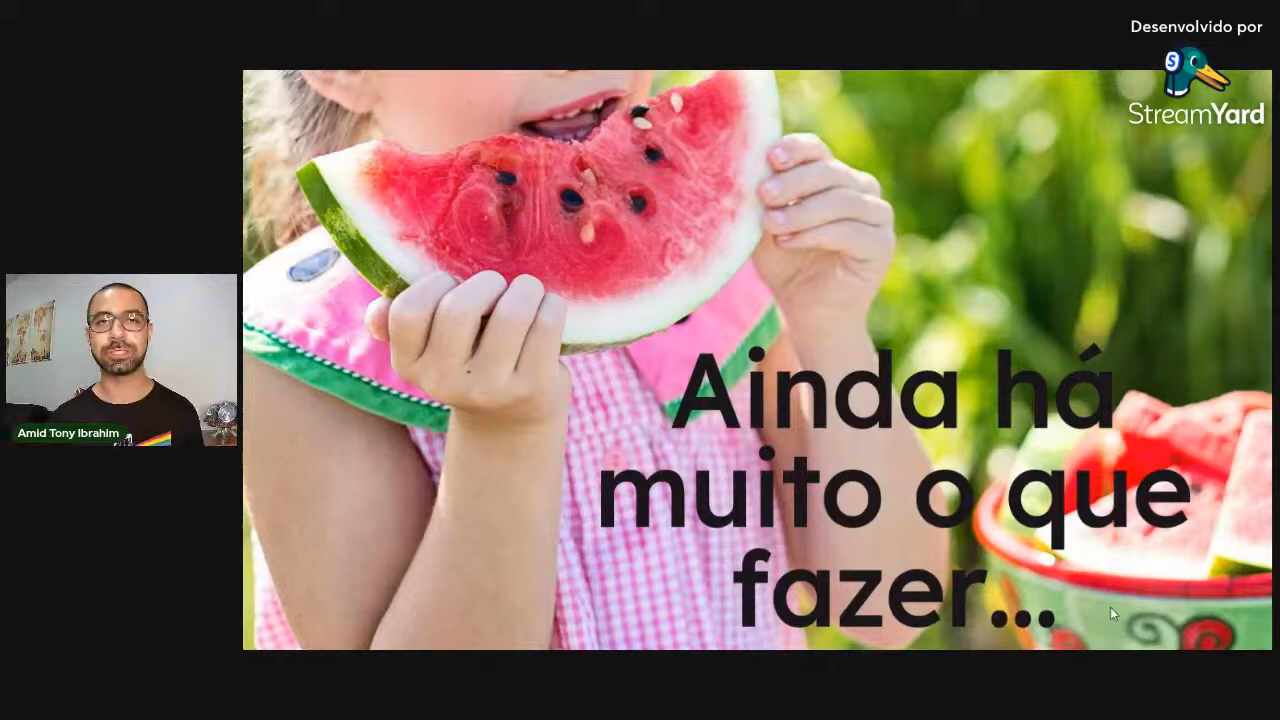 Desenvolvido por
StreamYard
Ainda há
muito o que
fazer...
Amid Tony Ibrahim